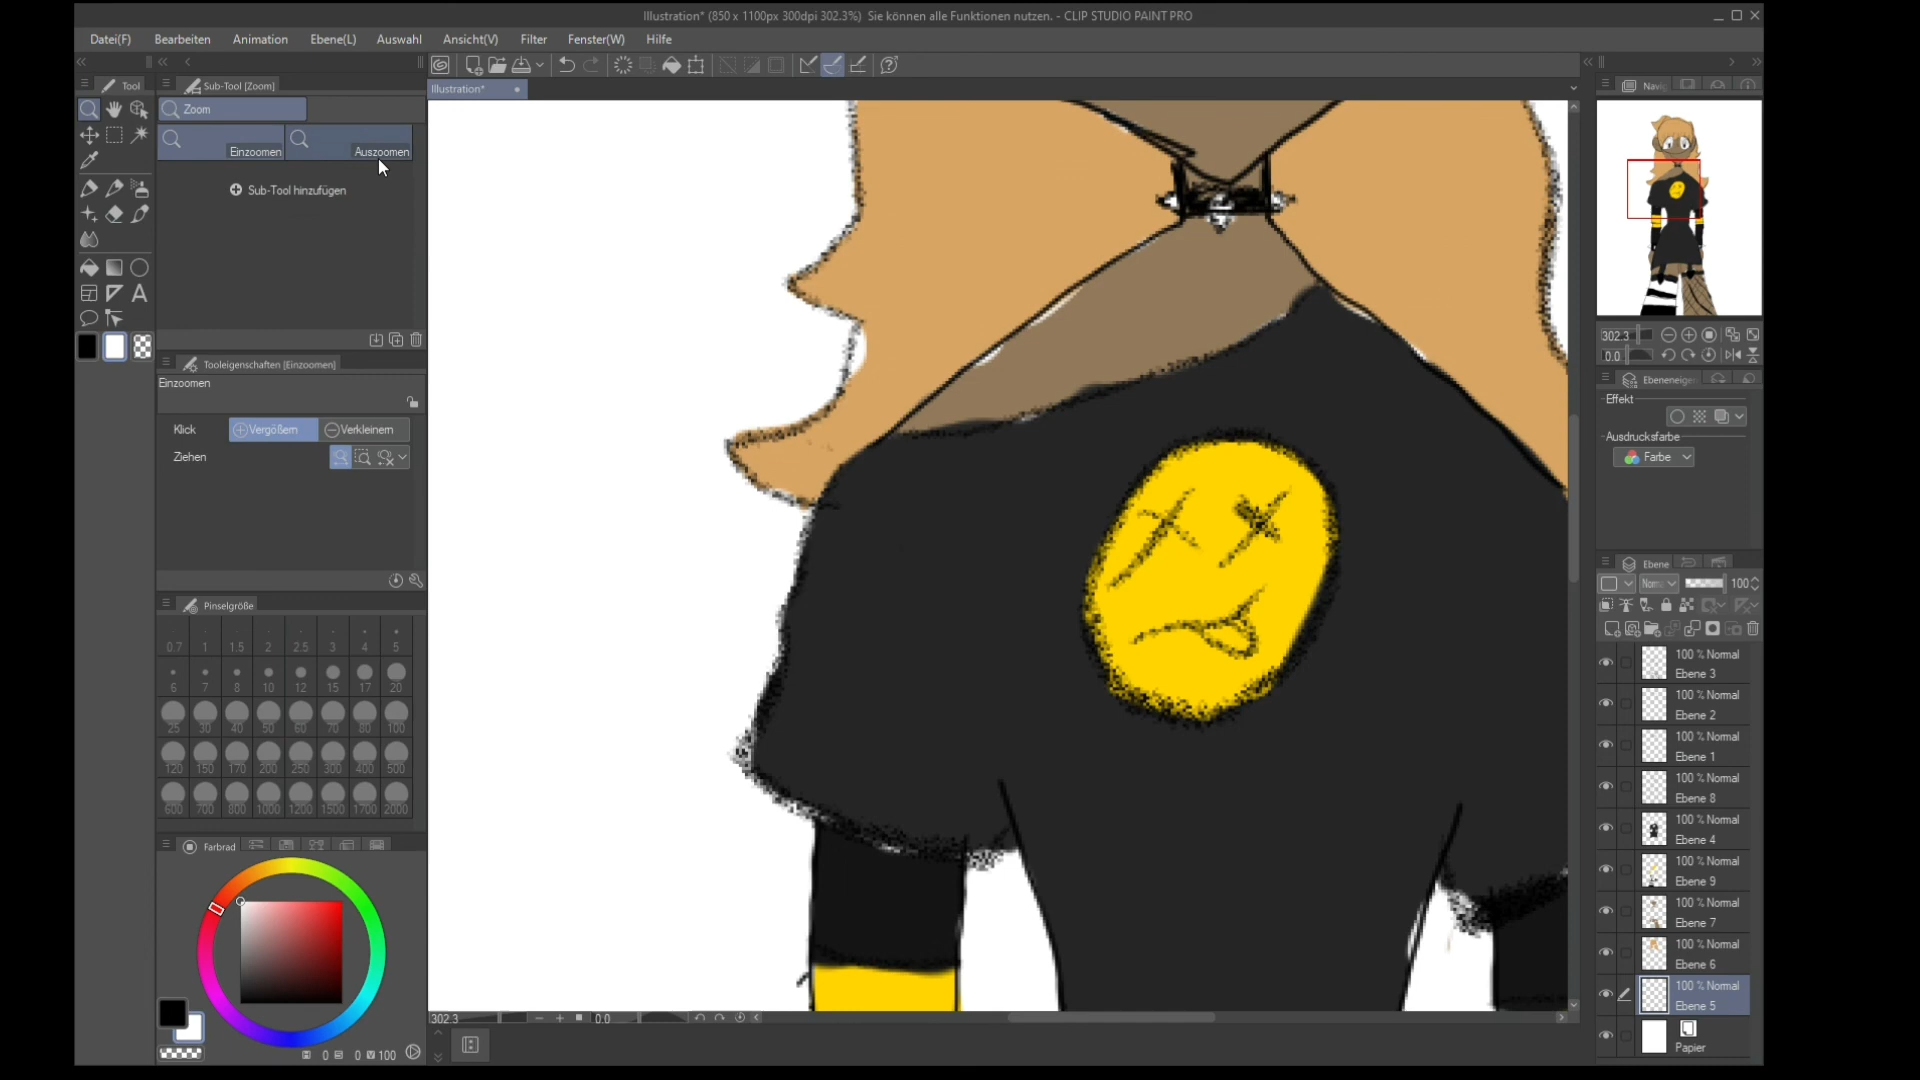 Illustration* (850 x 1100px 300dpi 302.3%)  Sie können alle Funktionen nutzen. - CLIP STUDIO PAINT PRO
Datei(F) Bearbeiten Animation Ebene(L) Auswahl Ansicht(V) Filter Fenster(W) Hilfe
Tool
Sub-Tool [Zoom]
Illustration*
Zoom
Einzoomen Auszoomen
Sub-Tool hinzufügen
Tooleigenschaften [Einzoomen]
Einzoomen
Klick Vergößern Verkleinern
Ziehen
Pinselgröße
0.7 1 1.5 2 2.5 3 4 5
6 7 8 10 12 15 17 20
25 30 40 50 60 70 80 100
120 150 170 200 250 300 400 500
600 700 800 1000 1200 1500 1700 2000
Farbrad
0 0 V 100
302.3 0.0
Navig
302.3
0.0
Ebeneneigen
Effekt
Ausdrucksfarbe
Farbe
Ebene
100
100 % Normal
Ebene 3
100 % Normal
Ebene 2
100 % Normal
Ebene 1
100 % Normal
Ebene 8
100 % Normal
Ebene 4
100 % Normal
Ebene 9
100 % Normal
Ebene 7
100 % Normal
Ebene 6
100 % Normal
Ebene 5
Papier